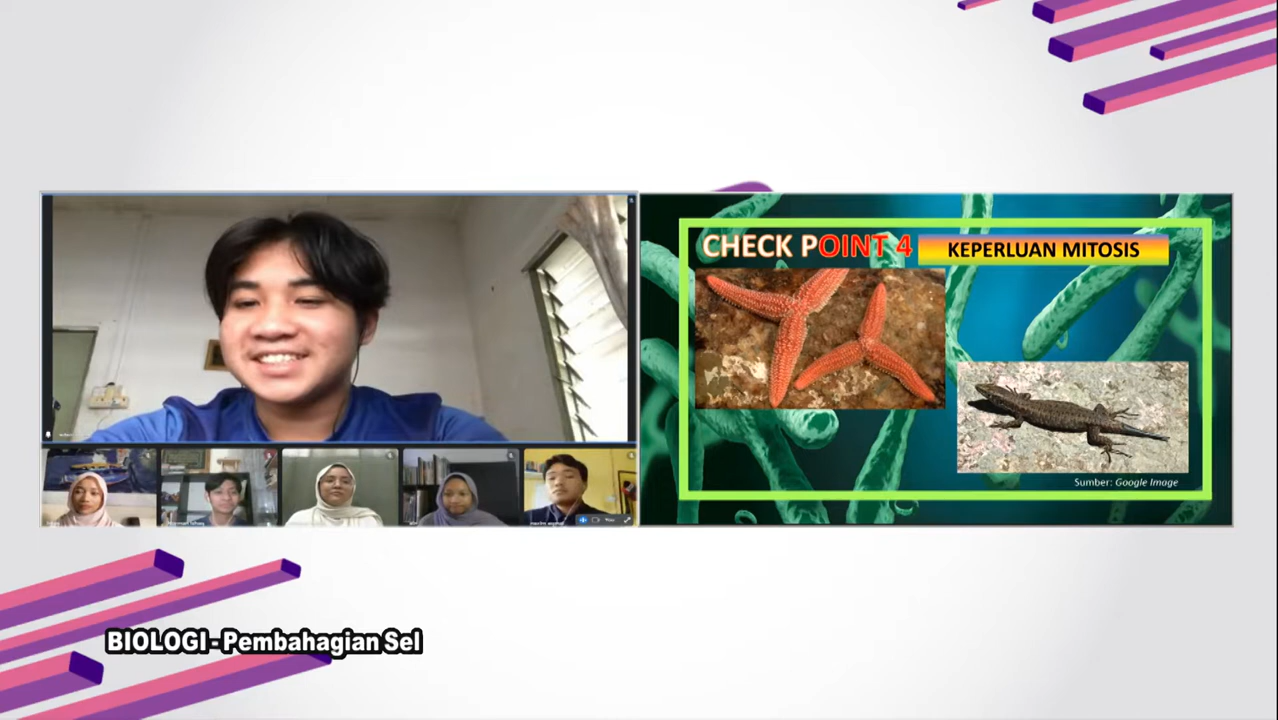 CHECK POINT 4
KEPERLUAN MITOSIS
Sumber: Google Image
BIOLOGI - Pembahagian Sel